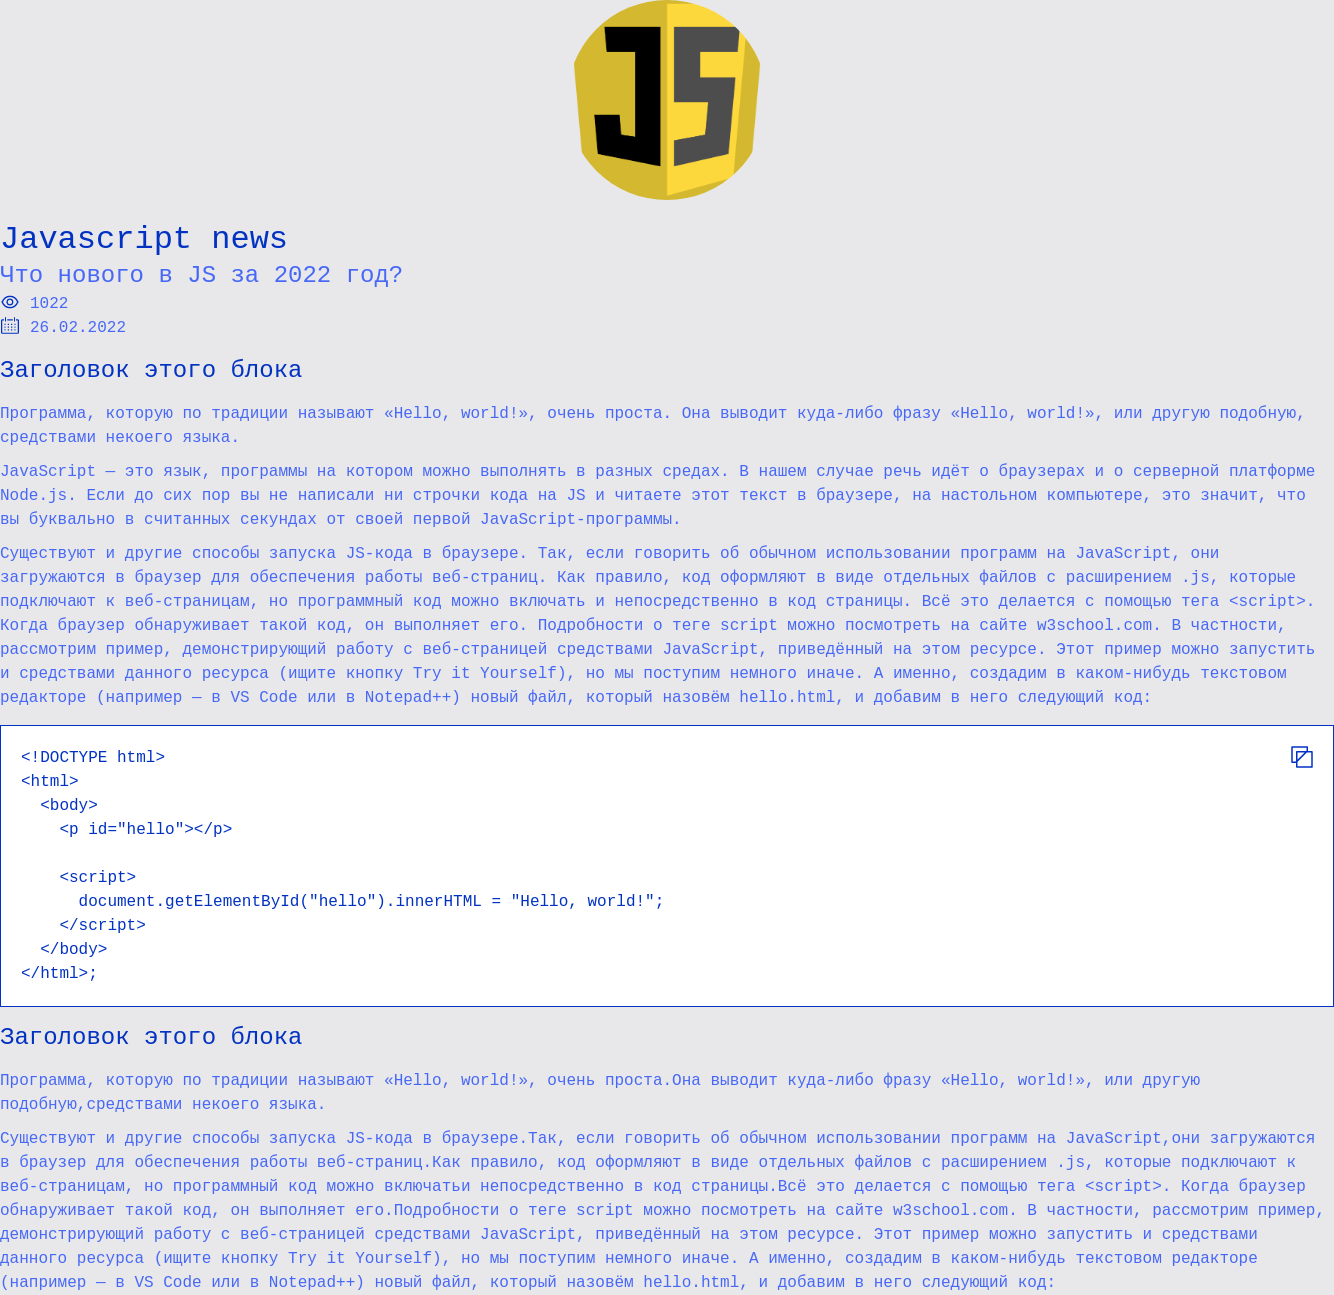 JS
Javascript news
Что нового в JS за 2022 год?
1022
26.02.2022
Заголовок этого блока
Программа, которую по традиции называют «Hello, world!», очень проста. Она выводит куда-либо фразу «Hello, world!», или другую подобную,
средствами некоего языка.
JavaScript — это язык, программы на котором можно выполнять в разных средах. В нашем случае речь идёт о браузерах и о серверной платформе
Node.js. Если до сих пор вы не написали ни строчки кода на JS и читаете этот текст в браузере, на настольном компьютере, это значит, что
вы буквально в считанных секундах от своей первой JavaScript-программы.
Существуют и другие способы запуска JS-кода в браузере. Так, если говорить об обычном использовании программ на JavaScript, они
загружаются в браузер для обеспечения работы веб-страниц. Как правило, код оформляют в виде отдельных файлов с расширением .js, которые
подключают к веб-страницам, но программный код можно включать и непосредственно в код страницы. Всё это делается с помощью тега <script>.
Когда браузер обнаруживает такой код, он выполняет его. Подробности о теге script можно посмотреть на сайте w3school.com. В частности,
рассмотрим пример, демонстрирующий работу с веб-страницей средствами JavaScript, приведённый на этом ресурсе. Этот пример можно запустить
и средствами данного ресурса (ищите кнопку Try it Yourself), но мы поступим немного иначе. А именно, создадим в каком-нибудь текстовом
редакторе (например — в VS Code или в Notepad++) новый файл, который назовём hello.html, и добавим в него следующий код:
<!DOCTYPE html>
<html>
  <body>
    <p id="hello"></p>

    <script>
      document.getElementById("hello").innerHTML = "Hello, world!";
    </script>
  </body>
</html>;
Заголовок этого блока
Программа, которую по традиции называют «Hello, world!», очень проста.Она выводит куда-либо фразу «Hello, world!», или другую
подобную,средствами некоего языка.
Существуют и другие способы запуска JS-кода в браузере.Так, если говорить об обычном использовании программ на JavaScript,они загружаются
в браузер для обеспечения работы веб-страниц.Как правило, код оформляют в виде отдельных файлов с расширением .js, которые подключают к
веб-страницам, но программный код можно включатьи непосредственно в код страницы.Всё это делается с помощью тега <script>. Когда браузер
обнаруживает такой код, он выполняет его.Подробности о теге script можно посмотреть на сайте w3school.com. В частности, рассмотрим пример,
демонстрирующий работу с веб-страницей средствами JavaScript, приведённый на этом ресурсе. Этот пример можно запустить и средствами
данного ресурса (ищите кнопку Try it Yourself), но мы поступим немного иначе. А именно, создадим в каком-нибудь текстовом редакторе
(например — в VS Code или в Notepad++) новый файл, который назовём hello.html, и добавим в него следующий код: